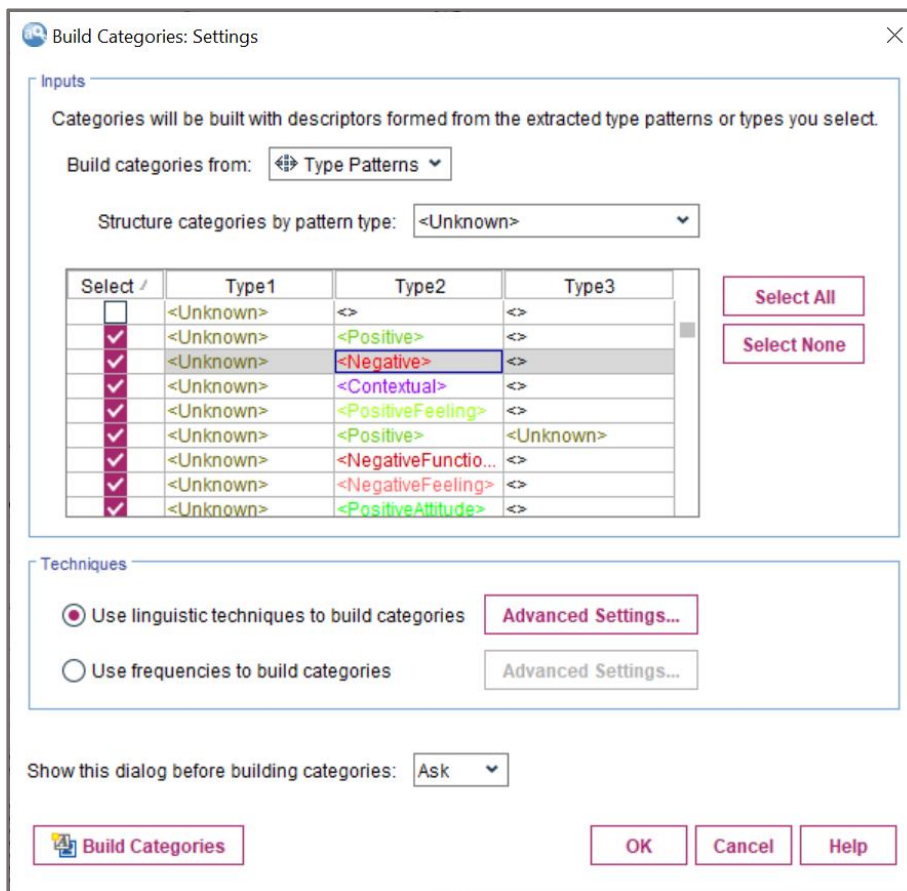 Build Categories: Settings
Inputs
Categories will be built with descriptors formed from the extracted type patterns or types you select.
Build categories from: Type Patterns
Structure categories by pattern type: <Unknown>
Select / Type1 Type2 Type3
<Unknown> <> <>
<Unknown> <Positive> <>
<Unknown> <Negative> <>
<Unknown> <Contextual> <>
<Unknown> <PositiveFeeling> <>
<Unknown> <Positive> <Unknown>
<Unknown> <NegativeFunctio... <>
<Unknown> <NegativeFeeling> <>
<Unknown> <PositiveAttitude> <>
Select All
Select None
Techniques
Use linguistic techniques to build categories Advanced Settings...
Use frequencies to build categories Advanced Settings...
Show this dialog before building categories: Ask
Build Categories OK Cancel Help